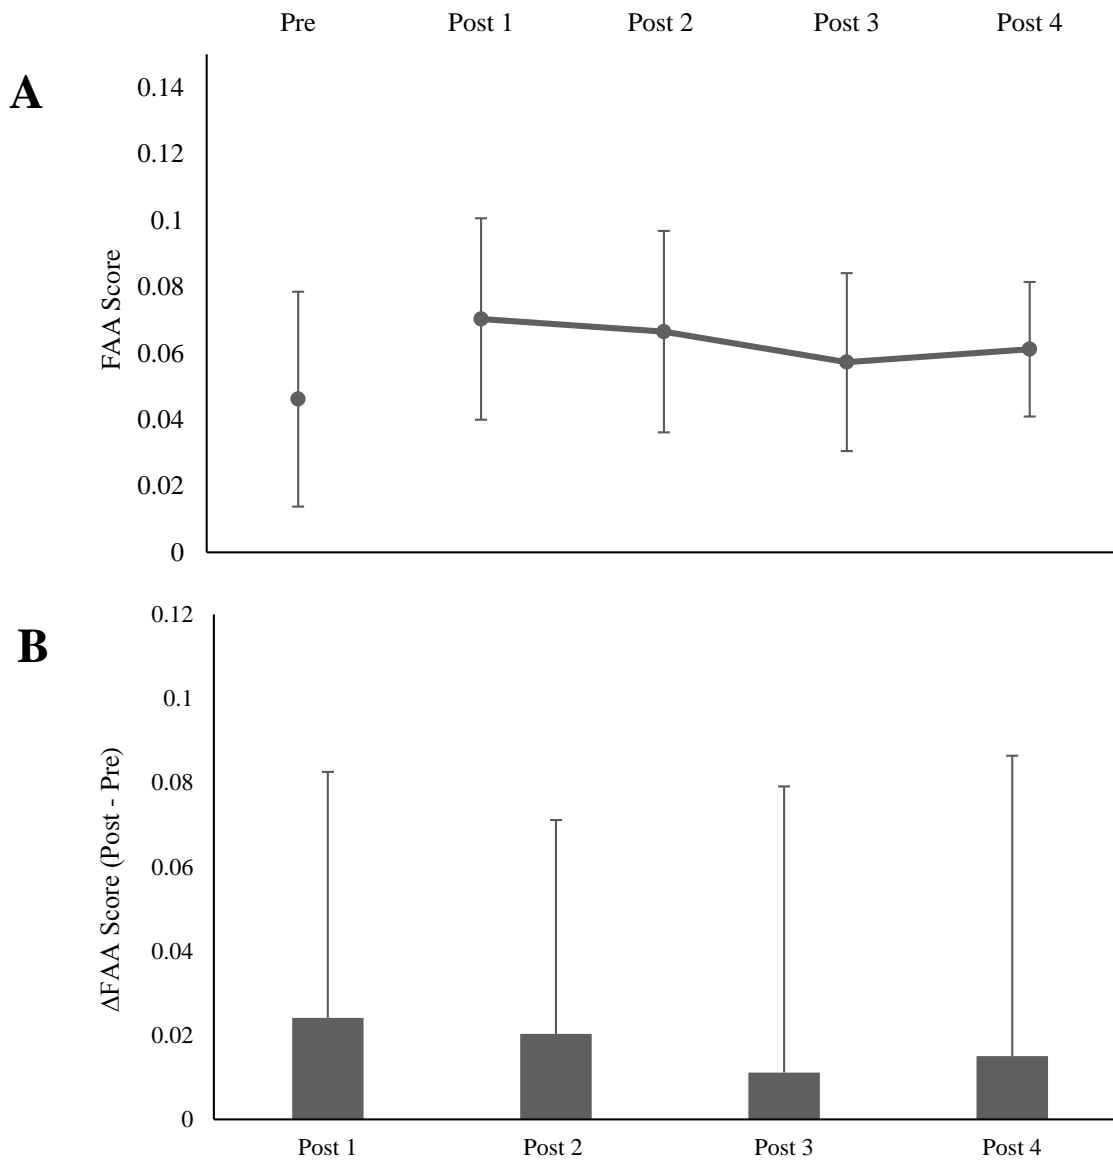 Pre Post 1 Post 2 Post 3 Post 4
A
0.14
0.12
0.1
0.08
0.06
0.04
0.02
0
FAA Score
B
0.12
0.1
0.08
0.06
0.04
0.02
0
ΔFAA Score (Post - Pre)
Post 1 Post 2 Post 3 Post 4